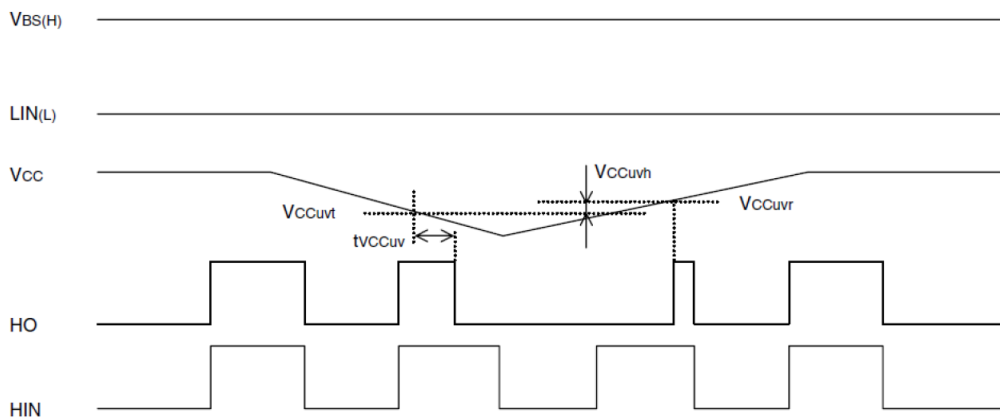 VBS(H)
LIN(L)
VCC
VCCuvh
VCCuvt
VCCuvr
tVCCuv
HO
HIN